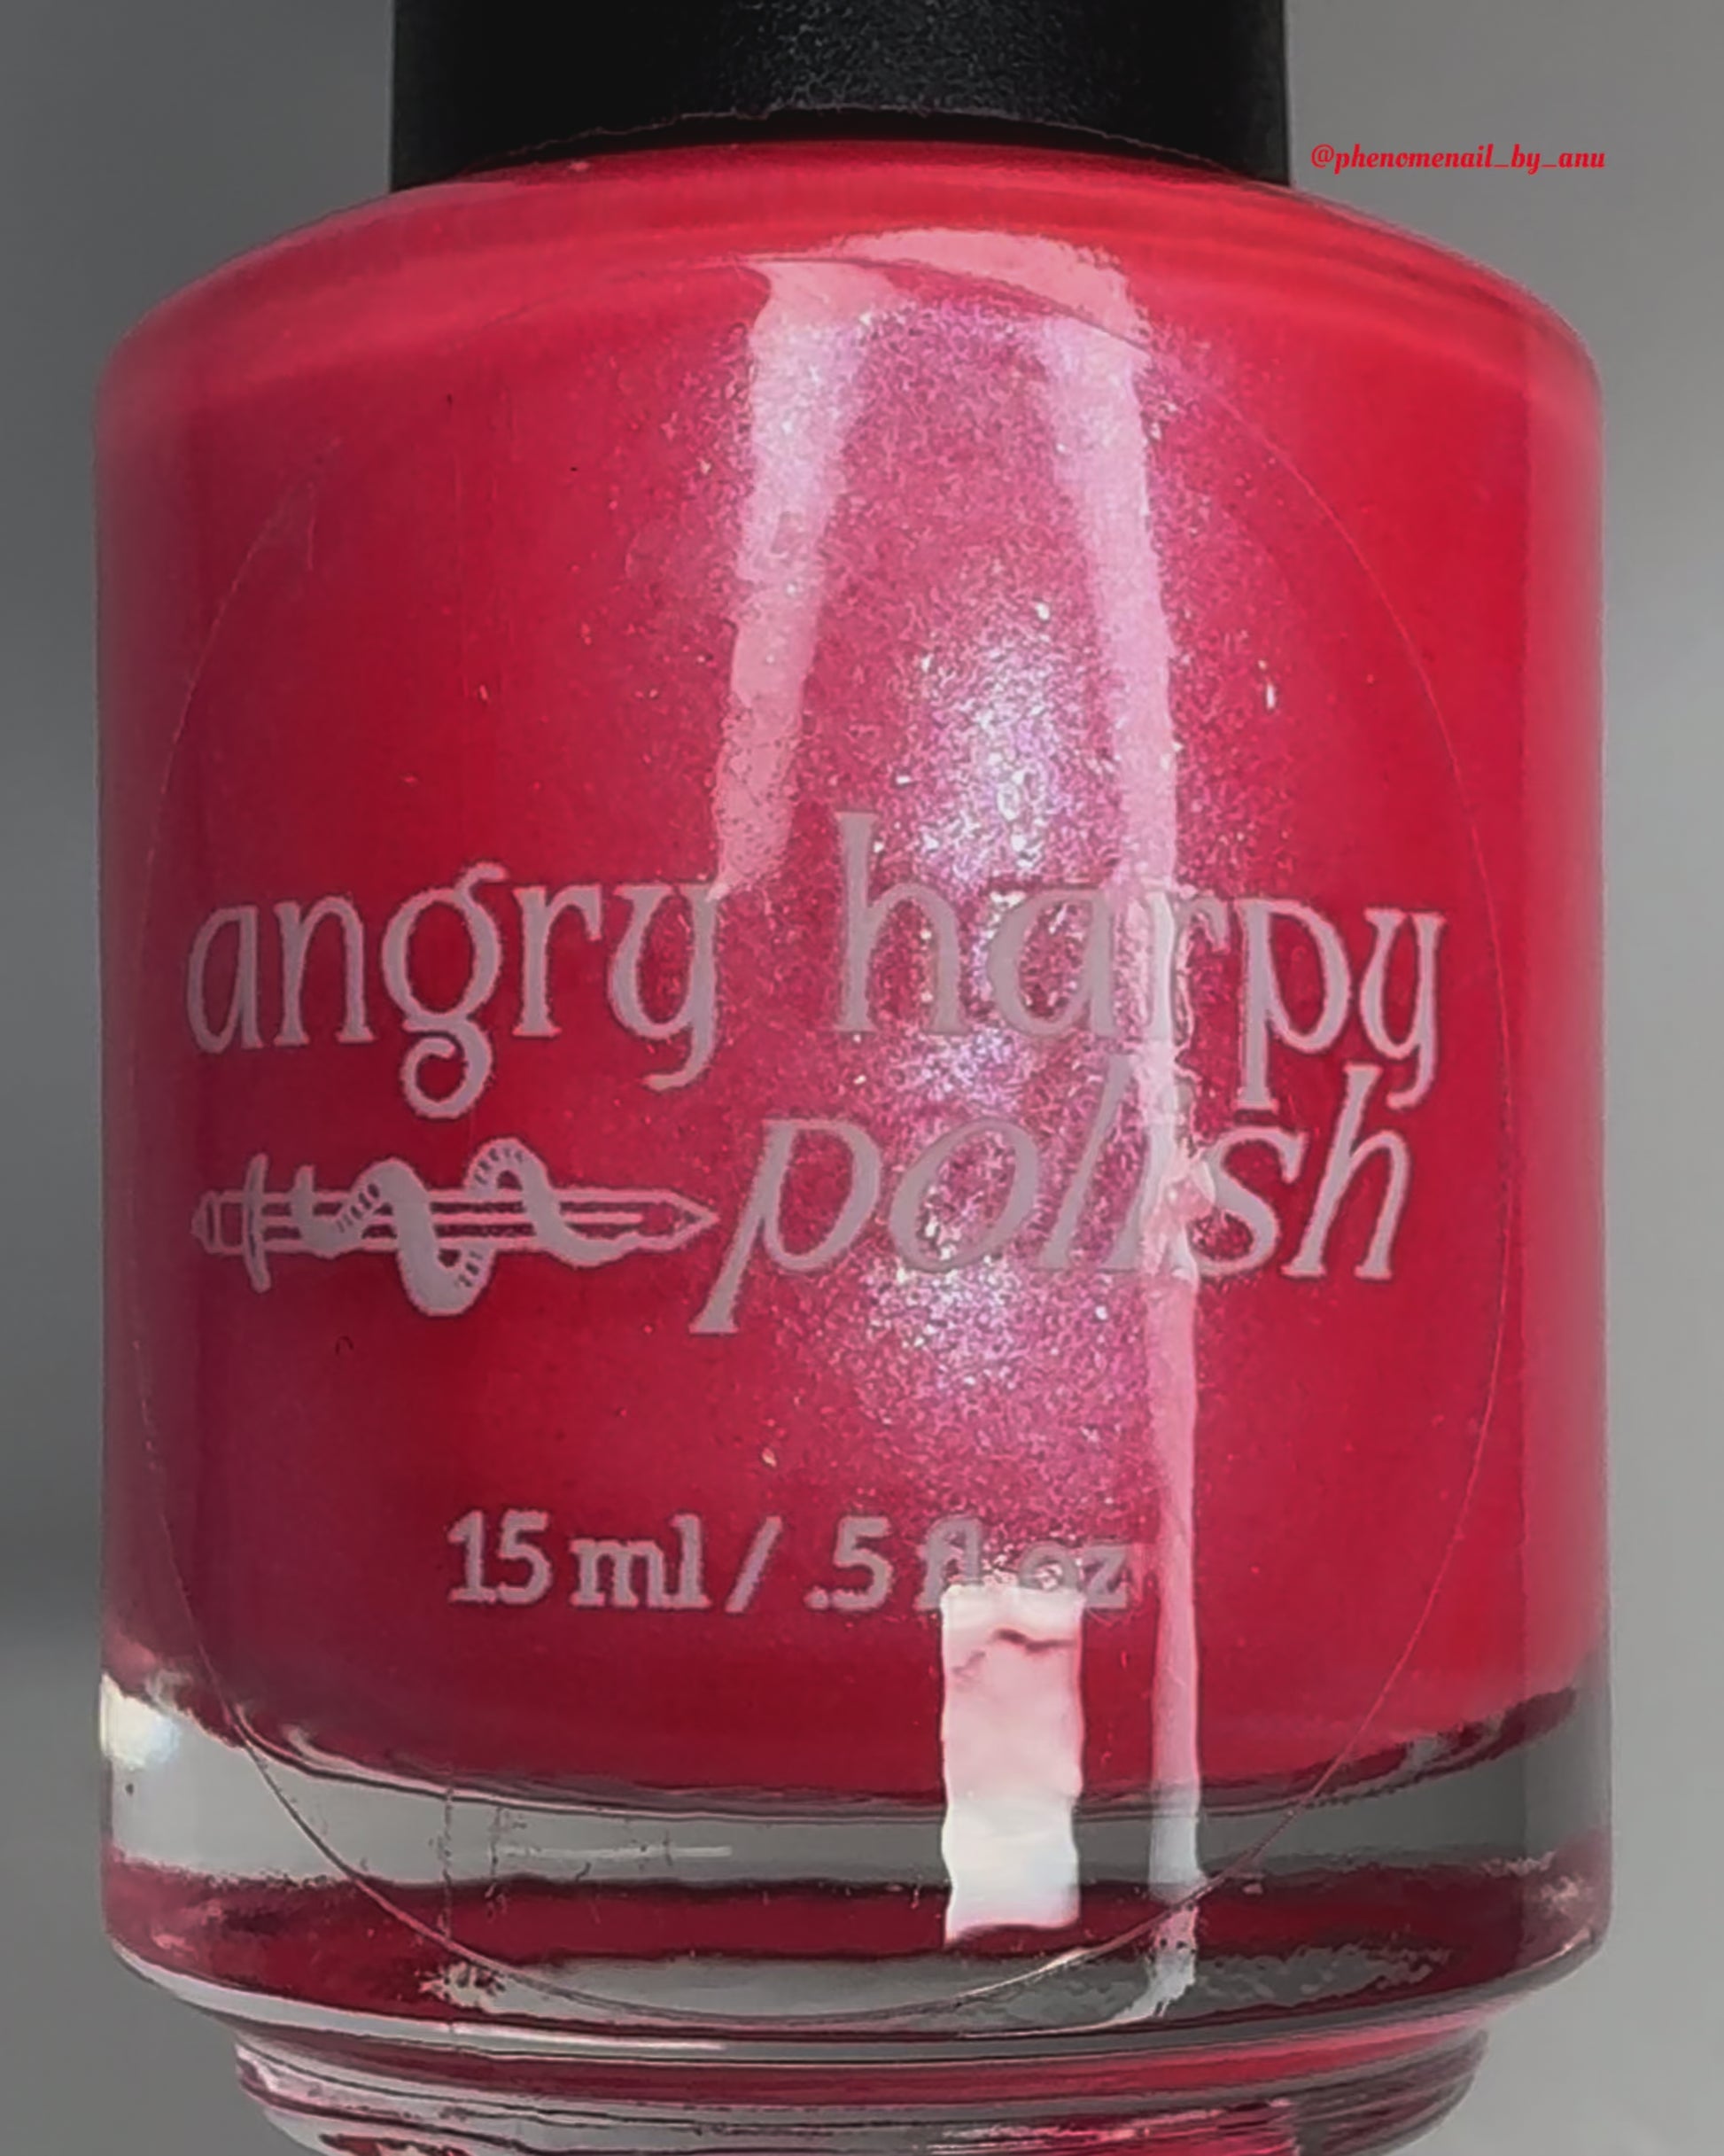 @phenomenail_by_anu
angry harpy
polish
15 ml / .5 fl oz